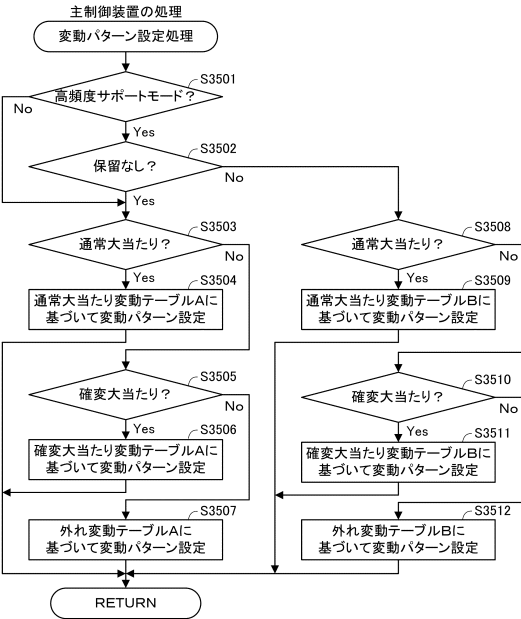 主制御装置の処理
変動パターン設定処理
S3501
高頻度サポートモード？
No
Yes
S3502
保留なし？
No
Yes
S3503
通常大当たり？
No
Yes
S3504
通常大当たり変動テーブルAに
基づいて変動パターン設定
S3505
確変大当たり？
No
Yes
S3506
確変大当たり変動テーブルAに
基づいて変動パターン設定
S3507
外れ変動テーブルAに
基づいて変動パターン設定
S3508
通常大当たり？
No
Yes
S3509
通常大当たり変動テーブルBに
基づいて変動パターン設定
S3510
確変大当たり？
No
Yes
S3511
確変大当たり変動テーブルBに
基づいて変動パターン設定
S3512
外れ変動テーブルBに
基づいて変動パターン設定
RETURN